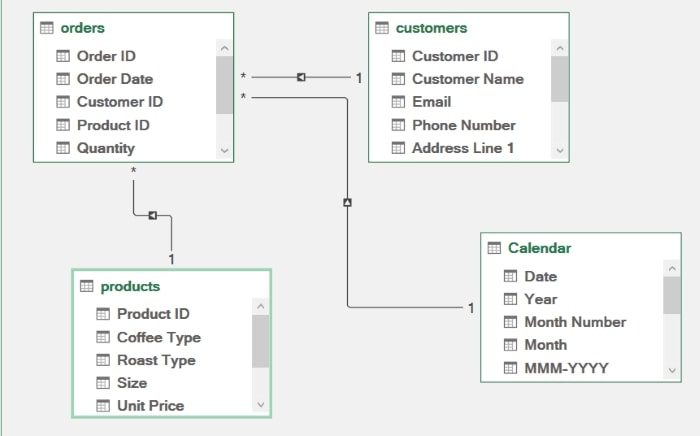 orders
Order ID
Order Date
Customer ID
Product ID
Quantity
*
*
*
1
customers
Customer ID
Customer Name
Email
Phone Number
Address Line 1
1
products
Product ID
Coffee Type
Roast Type
Size
Unit Price
1
Calendar
Date
Year
Month Number
Month
MMM-YYYY